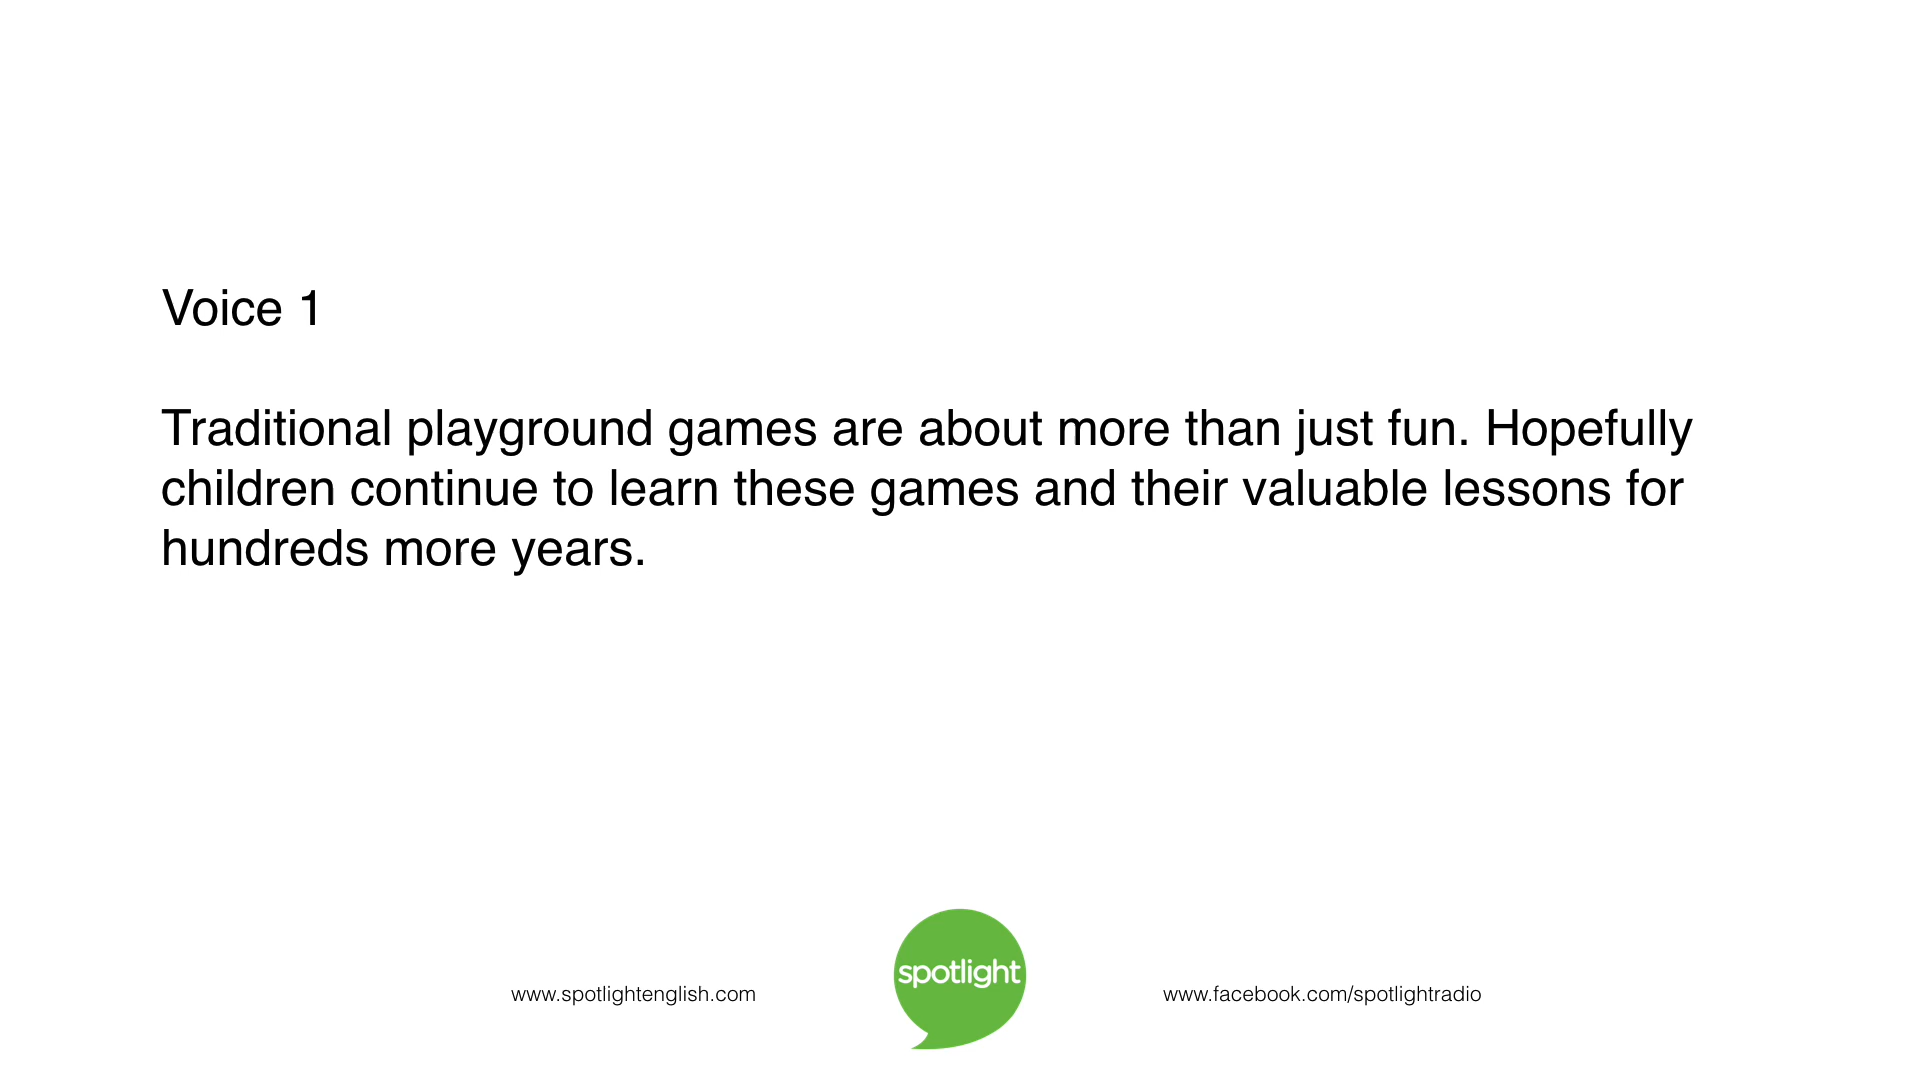 Voice 1
Traditional playground games are about more than just fun. Hopefully
children continue to learn these games and their valuable lessons for
hundreds more years.
spotlight
www.spotlightenglish.com
www.facebook.com/spotlightradio